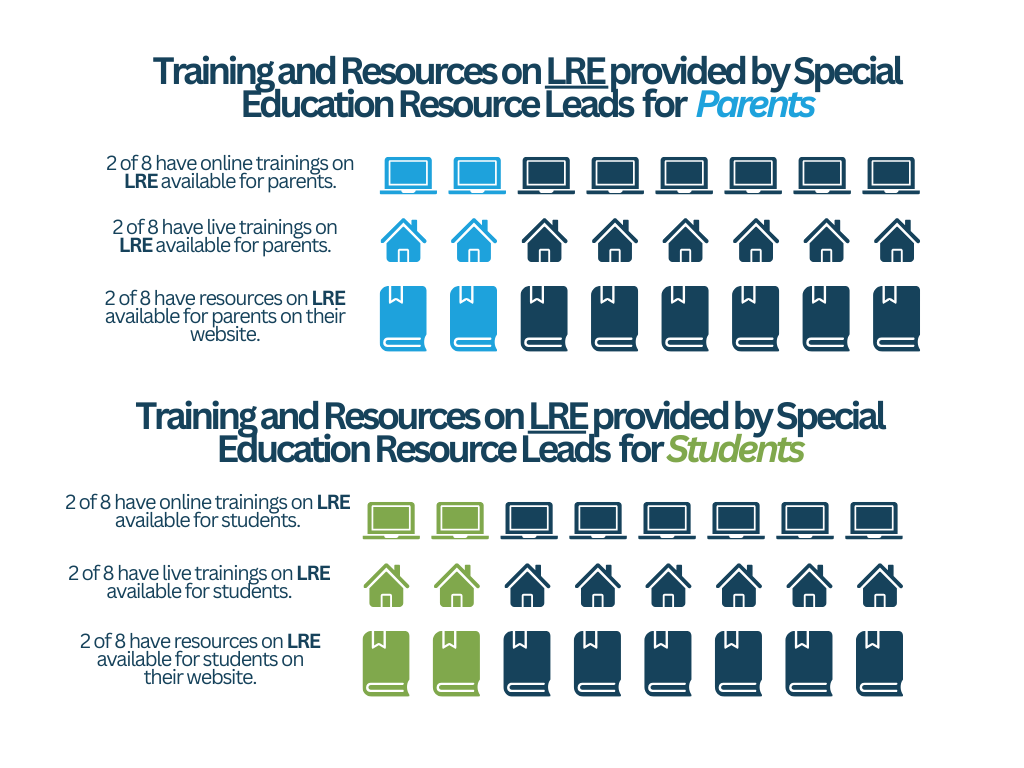 Training and Resources on LRE provided by Special
Education Resource Leads for Parents
2 of 8 have online trainings on
LRE available for parents.
2 of 8 have live trainings on
LRE available for parents.
2 of 8 have resources on LRE
available for parents on their
website.
Training and Resources on LRE provided by Special
Education Resource Leads for Students
2 of 8 have online trainings on LRE
available for students.
2 of 8 have live trainings on LRE
available for students.
2 of 8 have resources on LRE
available for students on
their website.